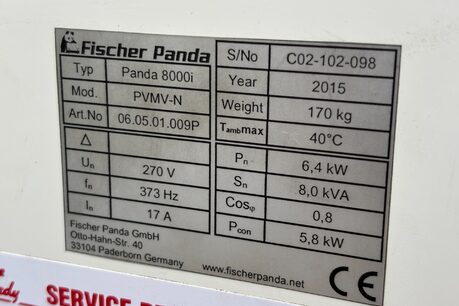 Fischer Panda
Typ Panda 8000i
Mod. PVMV-N
Art.No 06.05.01.009P
Δ
Un 270 V
fn 373 Hz
In 17 A
Fischer Panda GmbH
Otto-Hahn-Str. 40
33104 Paderborn Germany
S/No C02-102-098
Year 2015
Weight 170 kg
Tambmax 40°C
Pn 6,4 kW
Sn 8,0 kVA
Cosφ 0,8
Pcon 5,8 kW
www.fischerpanda.net
CE
SERVICE